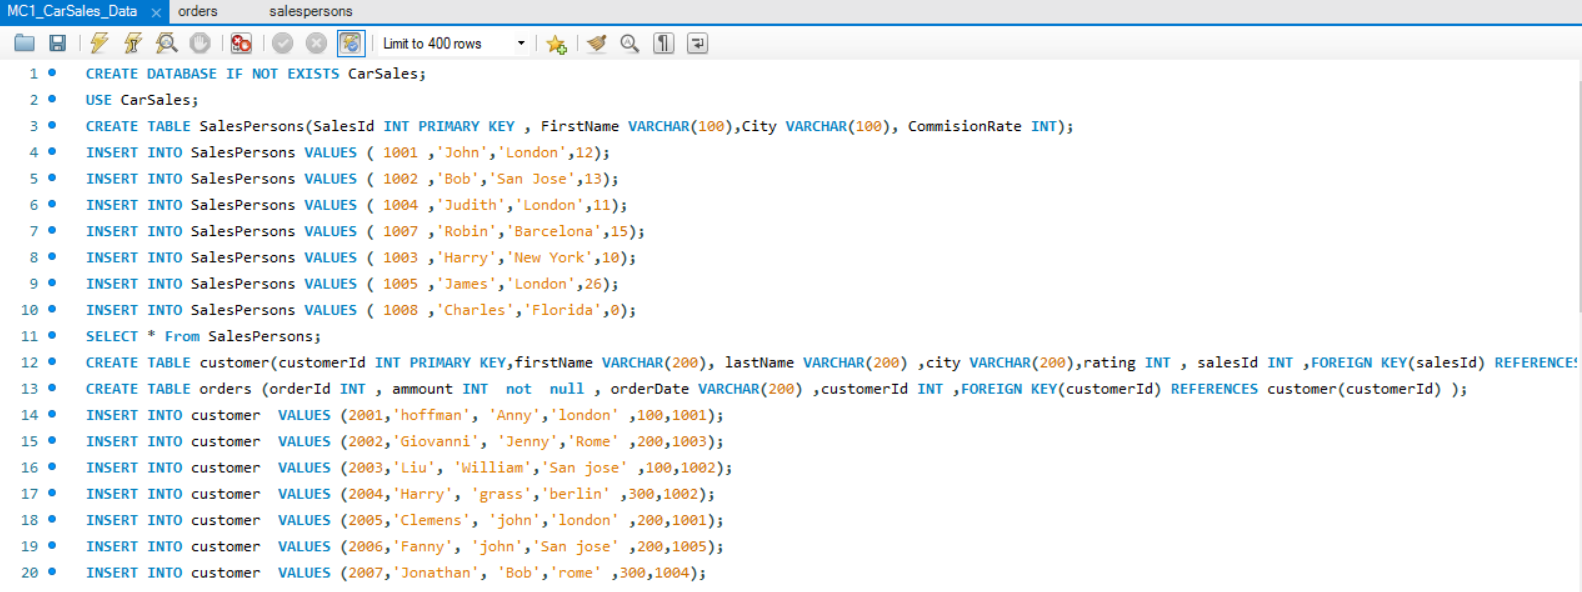 MC1_CarSales_Data × orders salespersons
Limit to 400 rows
1 CREATE DATABASE IF NOT EXISTS CarSales;
2 USE CarSales;
3 CREATE TABLE SalesPersons(SalesId INT PRIMARY KEY , FirstName VARCHAR(100),City VARCHAR(100), CommisionRate INT);
4 INSERT INTO SalesPersons VALUES ( 1001 ,'John','London',12);
5 INSERT INTO SalesPersons VALUES ( 1002 ,'Bob','San Jose',13);
6 INSERT INTO SalesPersons VALUES ( 1004 ,'Judith','London',11);
7 INSERT INTO SalesPersons VALUES ( 1007 ,'Robin','Barcelona',15);
8 INSERT INTO SalesPersons VALUES ( 1003 ,'Harry','New York',10);
9 INSERT INTO SalesPersons VALUES ( 1005 ,'James','London',26);
10 INSERT INTO SalesPersons VALUES ( 1008 ,'Charles','Florida',0);
11 SELECT * From SalesPersons;
12 CREATE TABLE customer(customerId INT PRIMARY KEY,firstName VARCHAR(200), lastName VARCHAR(200) ,city VARCHAR(200),rating INT , salesId INT ,FOREIGN KEY(salesId) REFERENCES
13 CREATE TABLE orders (orderId INT , ammount INT not null , orderDate VARCHAR(200) ,customerId INT ,FOREIGN KEY(customerId) REFERENCES customer(customerId) );
14 INSERT INTO customer VALUES (2001,'hoffman', 'Anny','london' ,100,1001);
15 INSERT INTO customer VALUES (2002,'Giovanni', 'Jenny','Rome' ,200,1003);
16 INSERT INTO customer VALUES (2003,'Liu', 'William','San jose' ,100,1002);
17 INSERT INTO customer VALUES (2004,'Harry', 'grass','berlin' ,300,1002);
18 INSERT INTO customer VALUES (2005,'Clemens', 'john','london' ,200,1001);
19 INSERT INTO customer VALUES (2006,'Fanny', 'john','San jose' ,200,1005);
20 INSERT INTO customer VALUES (2007,'Jonathan', 'Bob','rome' ,300,1004);